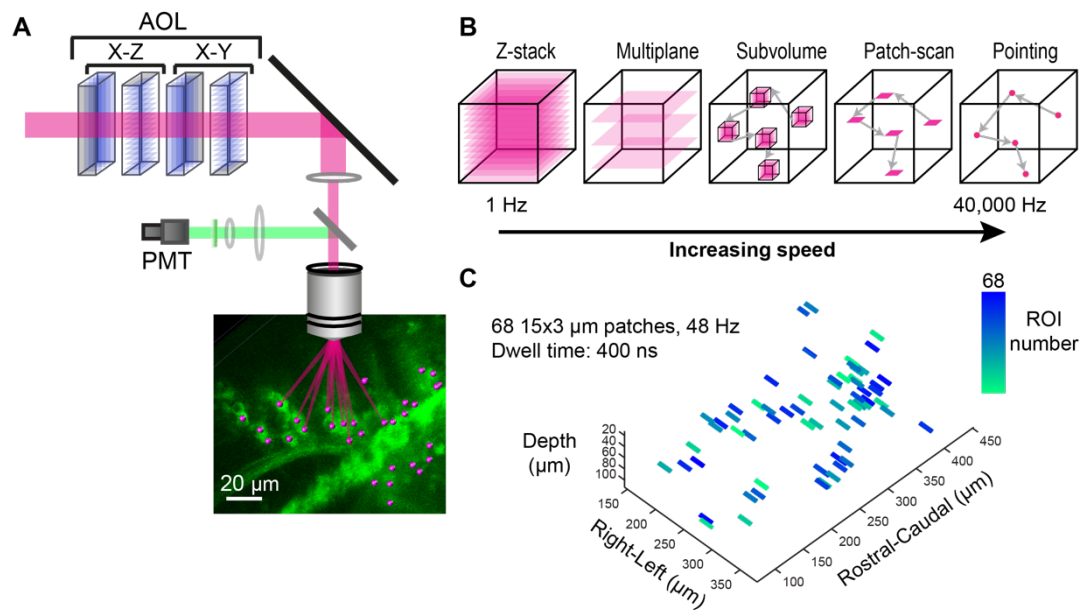 A
AOL
X-Z X-Y
PMT
20 µm
B
Z-stack Multiplane Subvolume Patch-scan Pointing
1 Hz 40,000 Hz
Increasing speed
C
68 15x3 µm patches, 48 Hz
Dwell time: 400 ns
68
ROI
number
1
Depth
(µm)
20
40
60
80
100
150
200
250
300
350
Right-Left (µm)
100
150
200
250
300
350
400
450
Rostral-Caudal (µm)